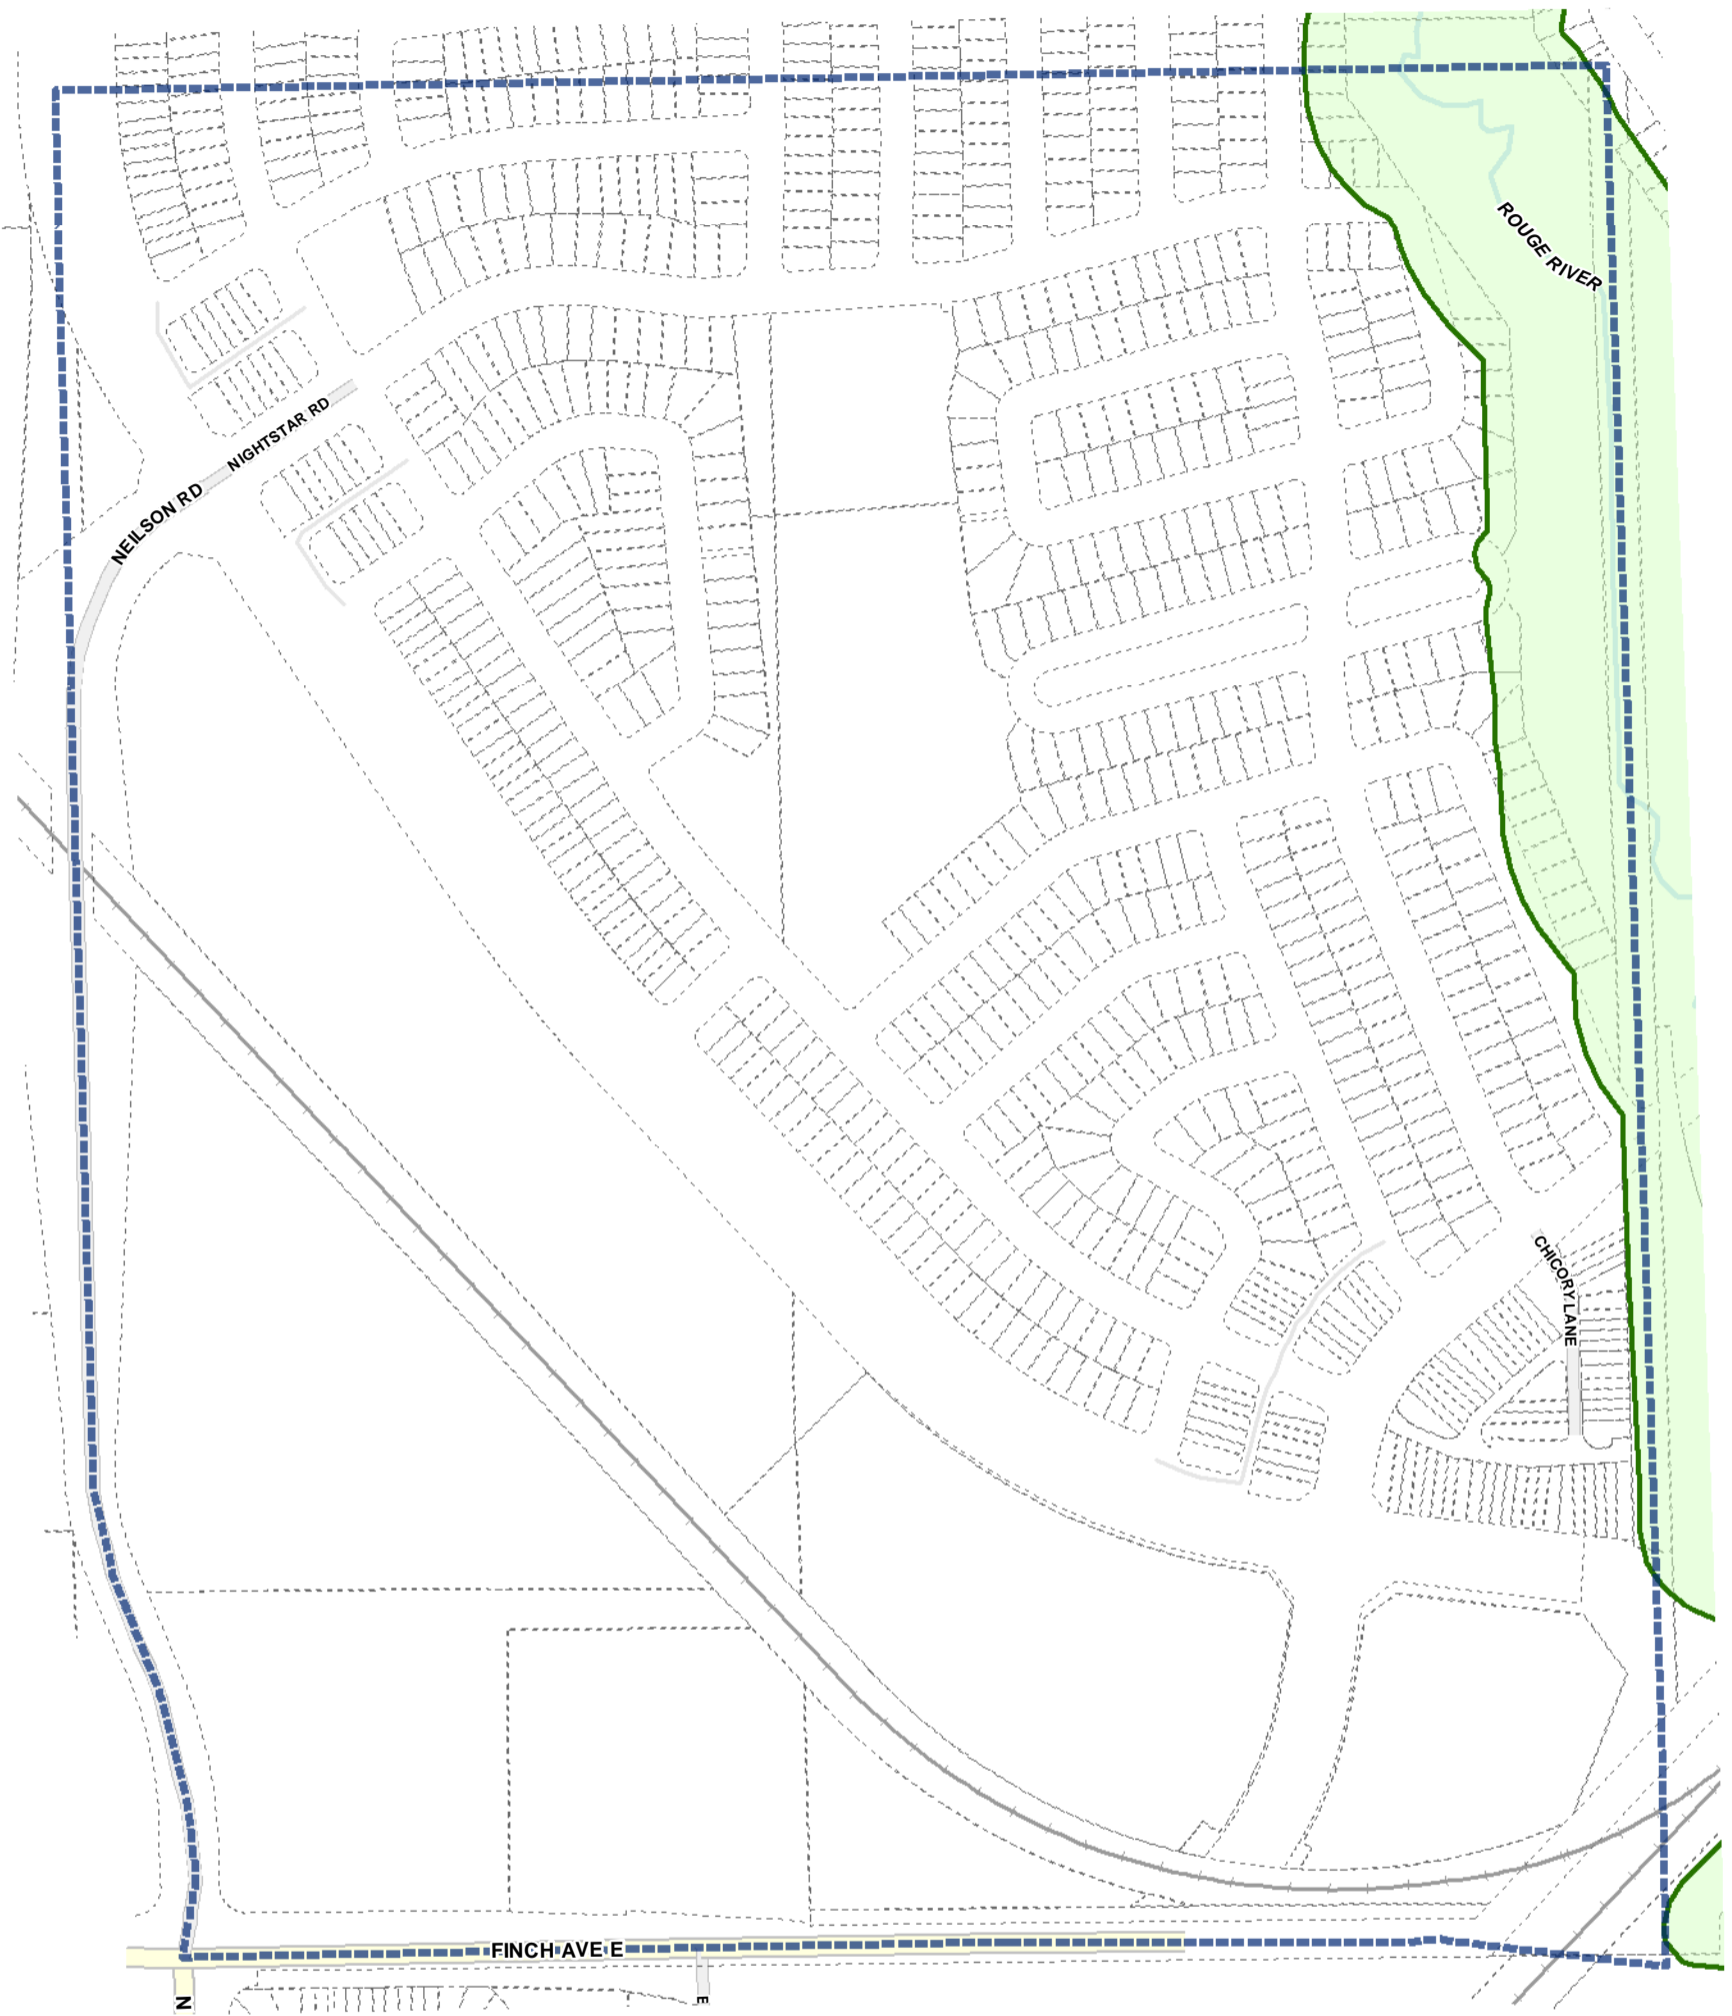 ROUGE RIVER
NIGHTSTAR RD
NEILSON RD
CHICORY LANE
FINCH AVE E
N
E